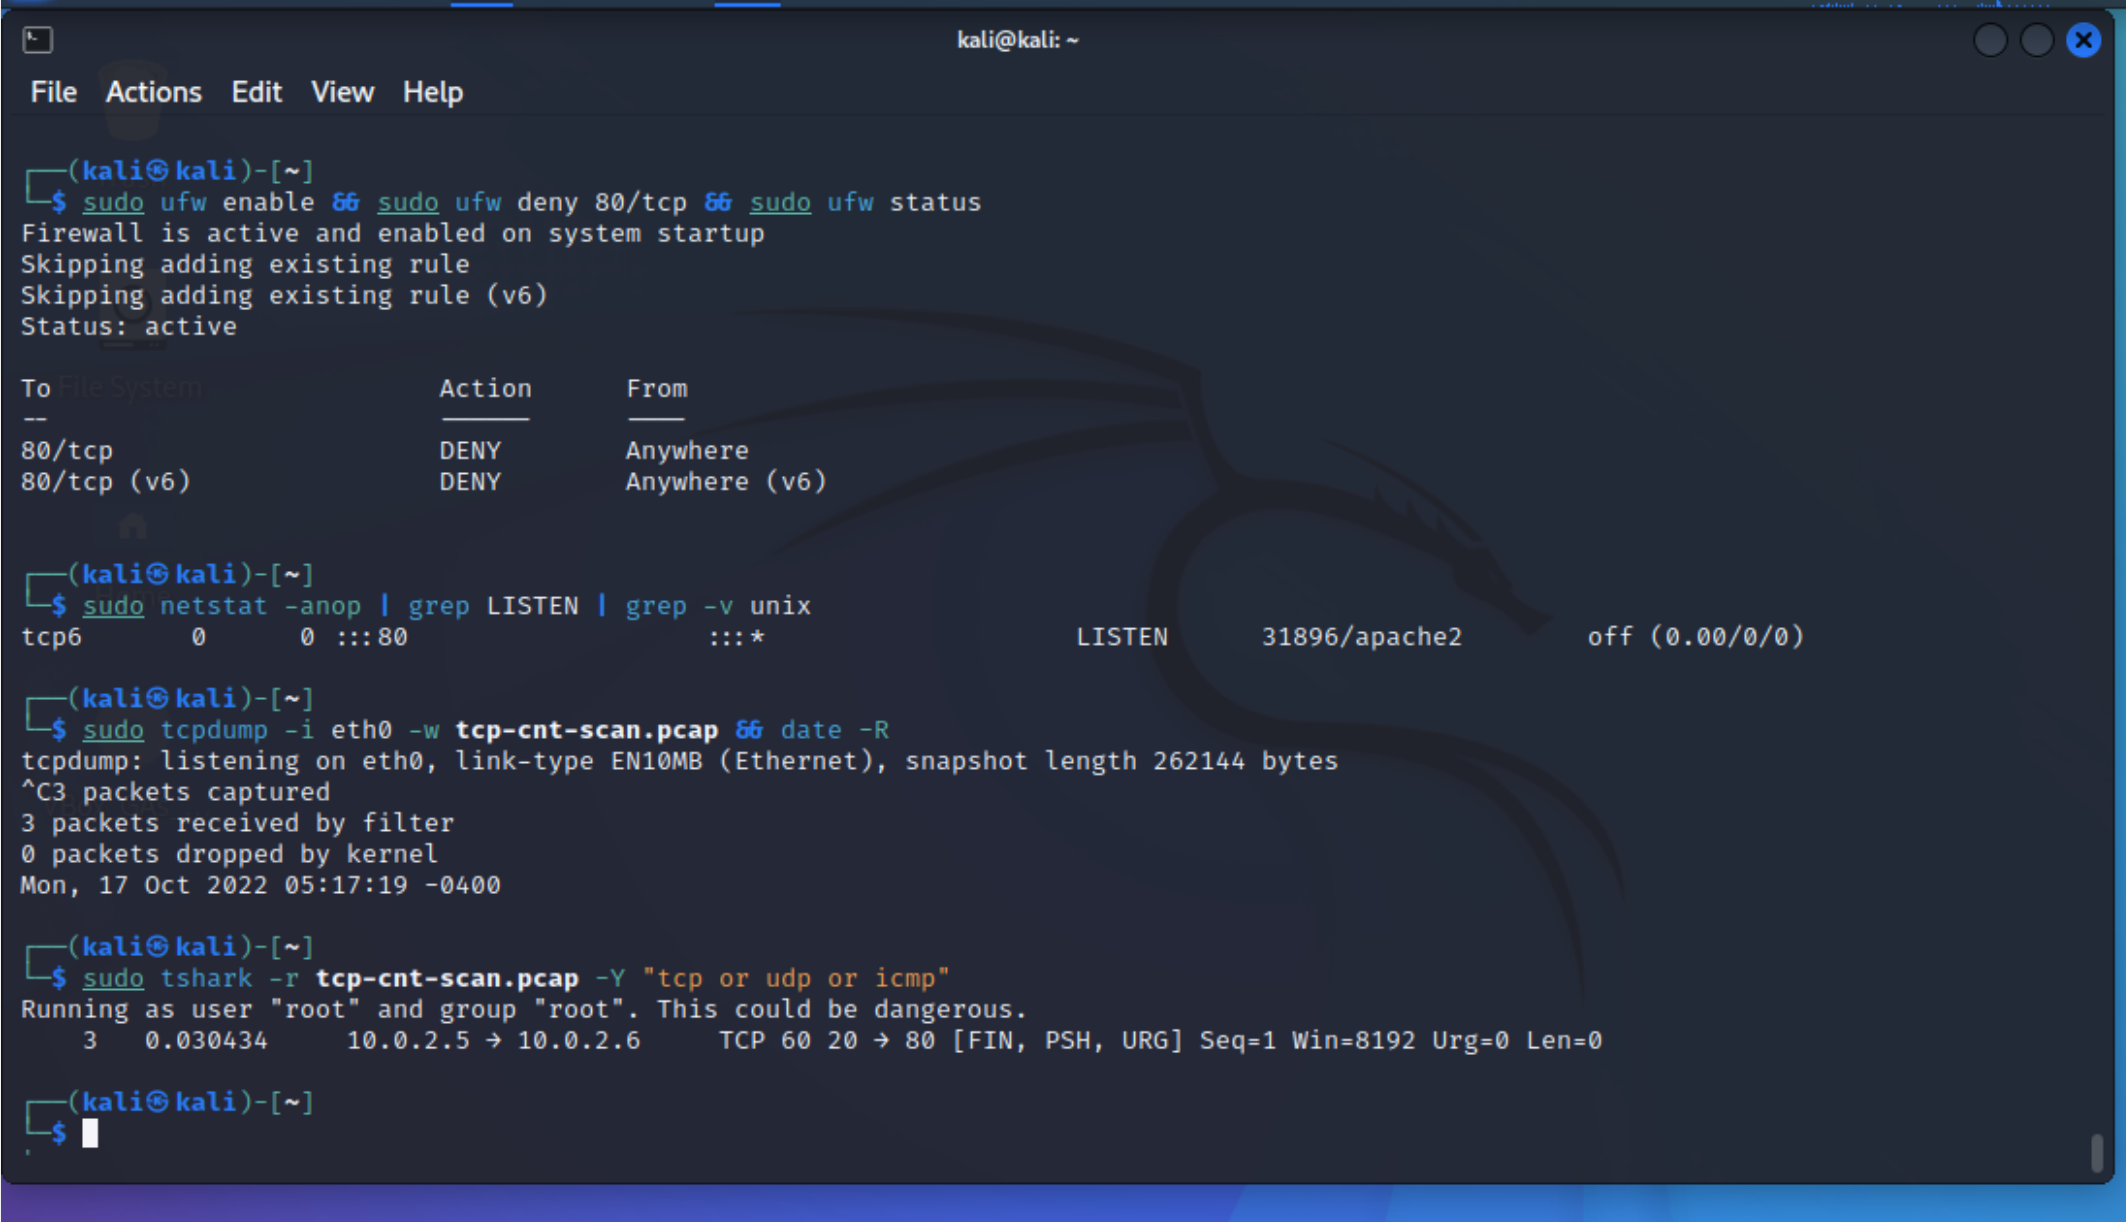 kali@kali: ~
File Actions Edit View Help
┌──(kali㉿kali)-[~]
└─$ sudo ufw enable && sudo ufw deny 80/tcp && sudo ufw status
Firewall is active and enabled on system startup
Skipping adding existing rule
Skipping adding existing rule (v6)
Status: active
To Action From
-- ------ ----
80/tcp DENY Anywhere
80/tcp (v6) DENY Anywhere (v6)
┌──(kali㉿kali)-[~]
└─$ sudo netstat -anop | grep LISTEN | grep -v unix
tcp6 0 0 :::80 :::* LISTEN 31896/apache2 off (0.00/0/0)
┌──(kali㉿kali)-[~]
└─$ sudo tcpdump -i eth0 -w tcp-cnt-scan.pcap && date -R
tcpdump: listening on eth0, link-type EN10MB (Ethernet), snapshot length 262144 bytes
^C3 packets captured
3 packets received by filter
0 packets dropped by kernel
Mon, 17 Oct 2022 05:17:19 -0400
┌──(kali㉿kali)-[~]
└─$ sudo tshark -r tcp-cnt-scan.pcap -Y "tcp or udp or icmp"
Running as user "root" and group "root". This could be dangerous.
3 0.030434 10.0.2.5 → 10.0.2.6 TCP 60 20 → 80 [FIN, PSH, URG] Seq=1 Win=8192 Urg=0 Len=0
┌──(kali㉿kali)-[~]
└─$
File System
Home